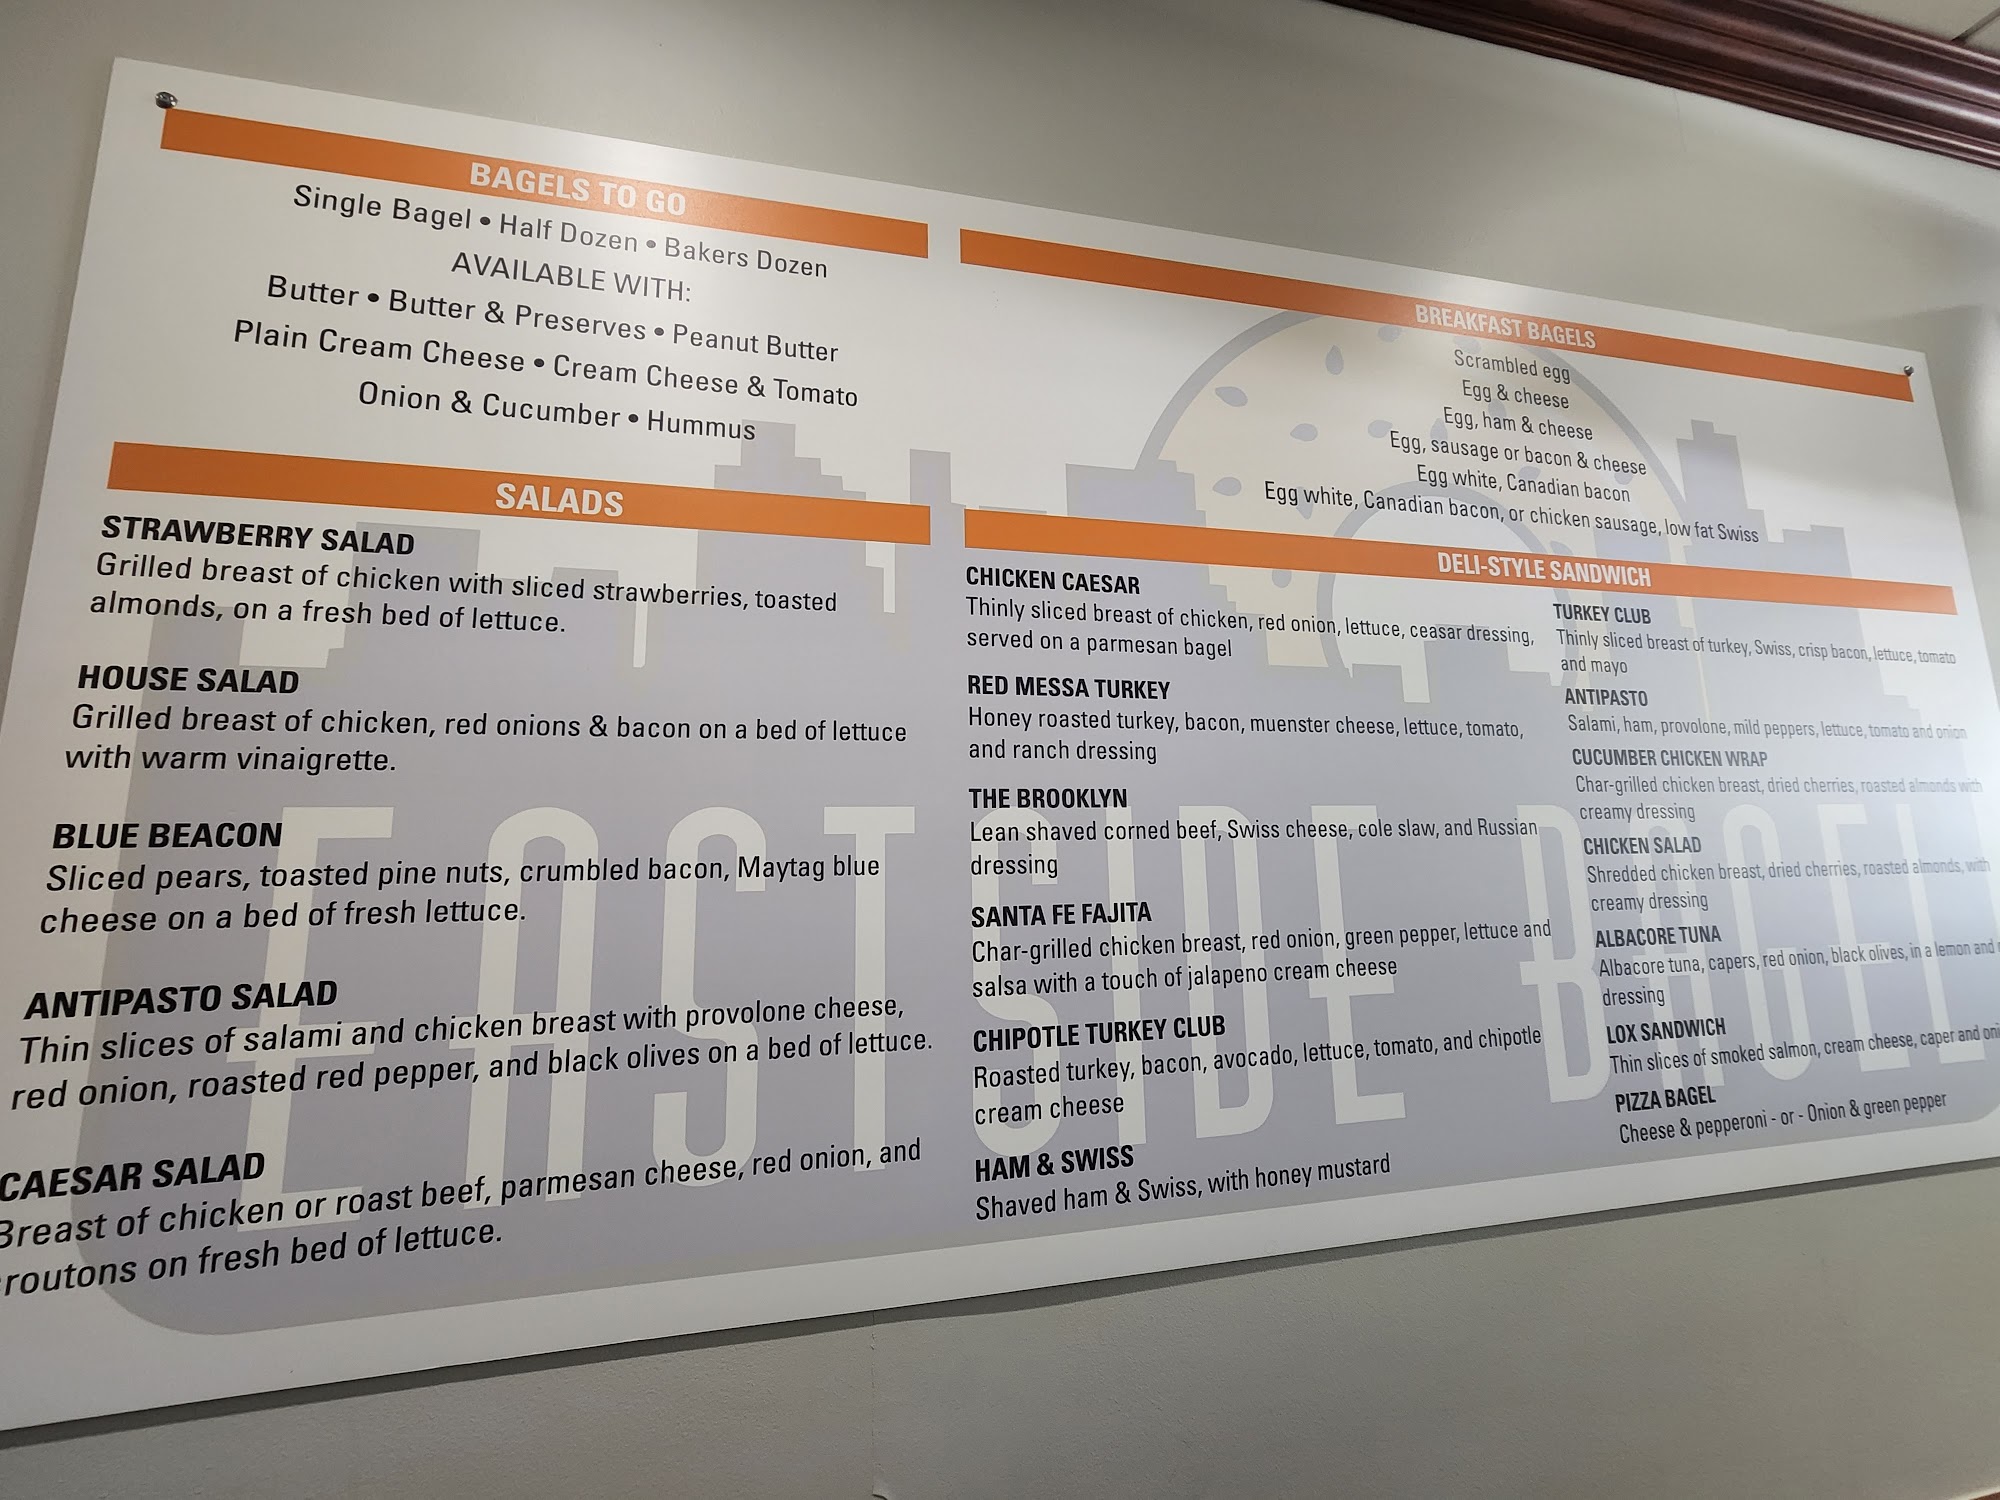 BAGELS TO GO
Single Bagel • Half Dozen • Bakers Dozen
AVAILABLE WITH:
Butter • Butter & Preserves • Peanut Butter
Plain Cream Cheese • Cream Cheese & Tomato
Onion & Cucumber • Hummus
SALADS
STRAWBERRY SALAD
Grilled breast of chicken with sliced strawberries, toasted
almonds, on a fresh bed of lettuce.
HOUSE SALAD
Grilled breast of chicken, red onions & bacon on a bed of lettuce
with warm vinaigrette.
BLUE BEACON
Sliced pears, toasted pine nuts, crumbled bacon, Maytag blue
cheese on a bed of fresh lettuce.
ANTIPASTO SALAD
Thin slices of salami and chicken breast with provolone cheese,
red onion, roasted red pepper, and black olives on a bed of lettuce.
CAESAR SALAD
Breast of chicken or roast beef, parmesan cheese, red onion, and
routons on fresh bed of lettuce.
BREAKFAST BAGELS
Scrambled egg
Egg & cheese
Egg, ham & cheese
Egg, sausage or bacon & cheese
Egg white, Canadian bacon
Egg white, Canadian bacon, or chicken sausage, low fat Swiss
DELI-STYLE SANDWICH
CHICKEN CAESAR
Thinly sliced breast of chicken, red onion, lettuce, ceasar dressing,
served on a parmesan bagel
RED MESSA TURKEY
Honey roasted turkey, bacon, muenster cheese, lettuce, tomato,
and ranch dressing
THE BROOKLYN
Lean shaved corned beef, Swiss cheese, cole slaw, and Russian
dressing
SANTA FE FAJITA
Char-grilled chicken breast, red onion, green pepper, lettuce and
salsa with a touch of jalapeno cream cheese
CHIPOTLE TURKEY CLUB
Roasted turkey, bacon, avocado, lettuce, tomato, and chipotle
cream cheese
HAM & SWISS
Shaved ham & Swiss, with honey mustard
TURKEY CLUB
Thinly sliced breast of turkey, Swiss, crisp bacon, lettuce, tomato
and mayo
ANTIPASTO
Salami, ham, provolone, mild peppers, lettuce, tomato and onion
CUCUMBER CHICKEN WRAP
Char-grilled chicken breast, dried cherries, roasted almonds with
creamy dressing
CHICKEN SALAD
Shredded chicken breast, dried cherries, roasted almonds, with
creamy dressing
ALBACORE TUNA
Albacore tuna, capers, red onion, black olives, in a lemon and
dressing
LOX SANDWICH
Thin slices of smoked salmon, cream cheese, caper and
PIZZA BAGEL
Cheese & pepperoni - or - Onion & green pepper
EASTSIDE BAGEL